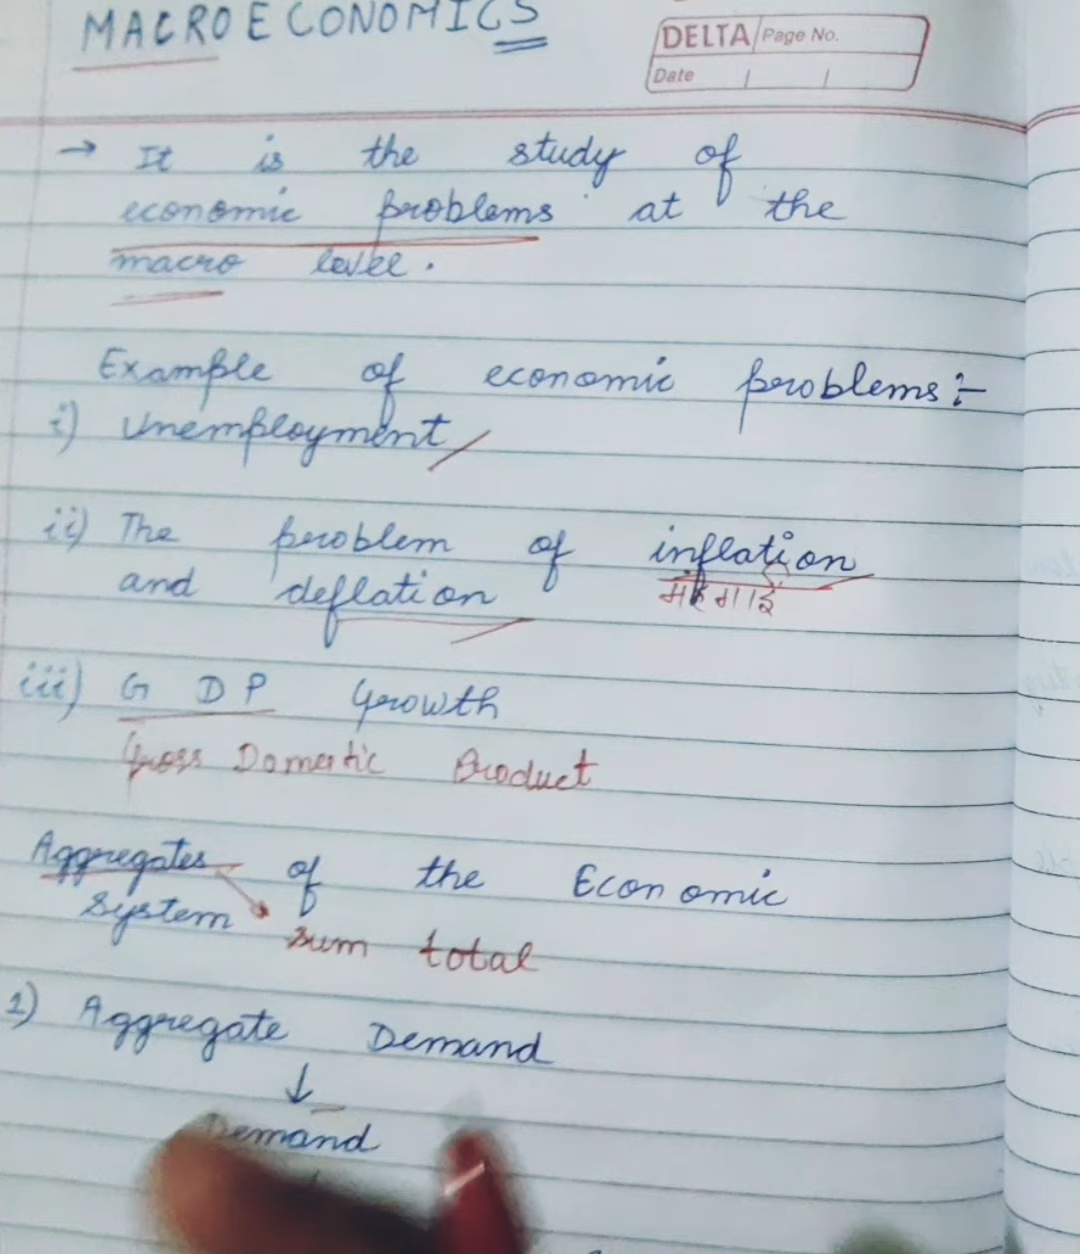 MACROECONOMICS
DELTA Page No.
Date
→ It is the study of
economic problems at the
macro level.
Example of economic problems:-
i) Unemployment
ii) The problem of inflation
and deflation महंगाई
iii) G D P Growth
Gross Domestic Product
Aggregates of the Economic
System sum total
1) Aggregate Demand
↓
Demand